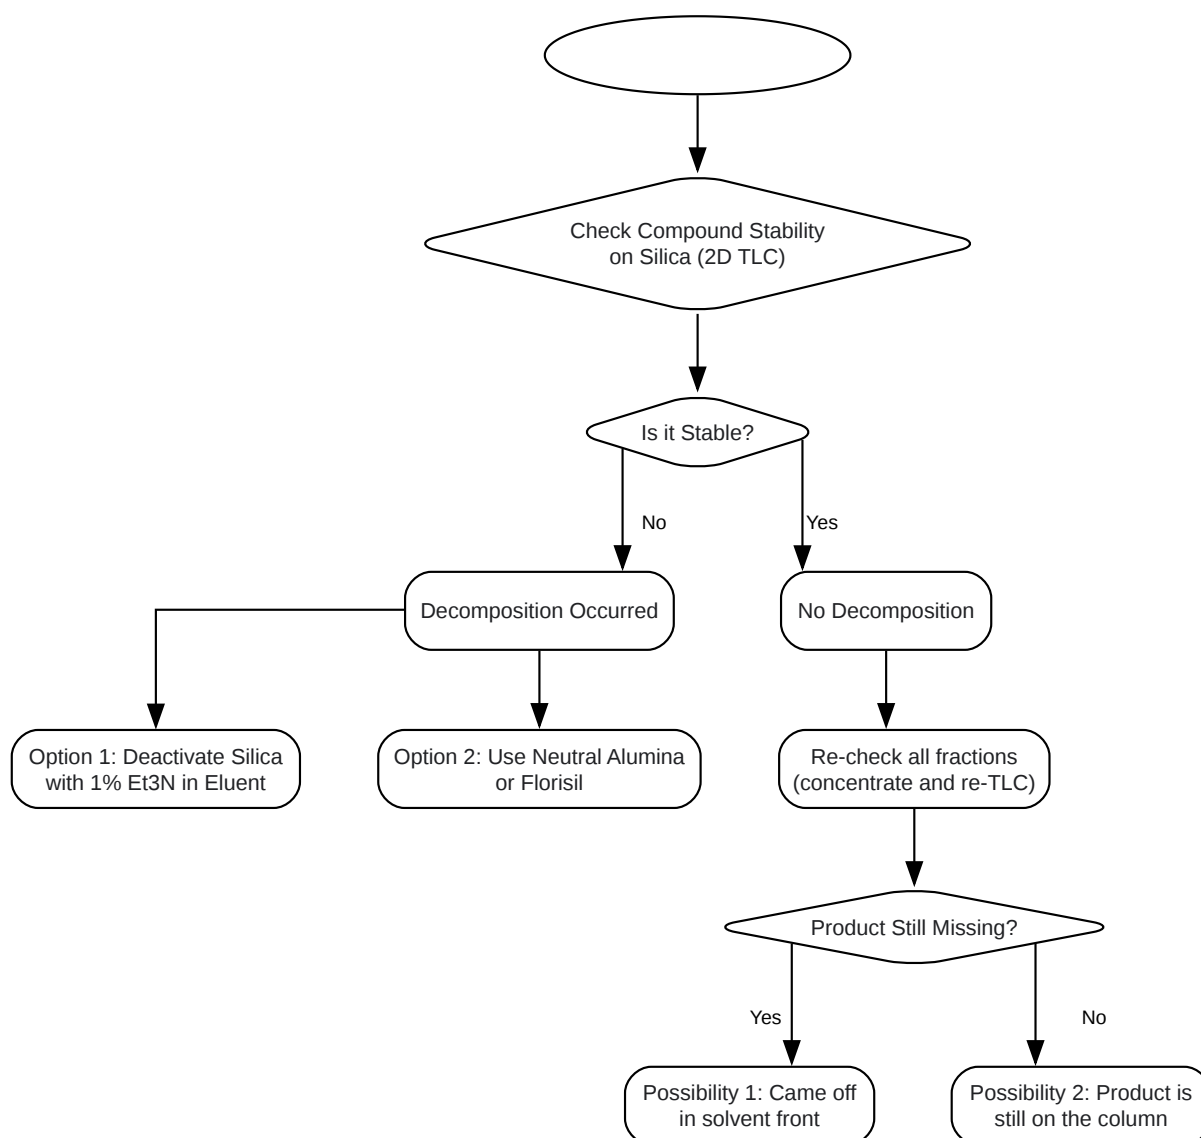 Check Compound Stability
on Silica (2D TLC)
Is it Stable?
No
Yes
Decomposition Occurred
No Decomposition
Option 1: Deactivate Silica
with 1% Et3N in Eluent
Option 2: Use Neutral Alumina
or Florisil
Re-check all fractions
(concentrate and re-TLC)
Product Still Missing?
Yes
No
Possibility 1: Came off
in solvent front
Possibility 2: Product is
still on the column